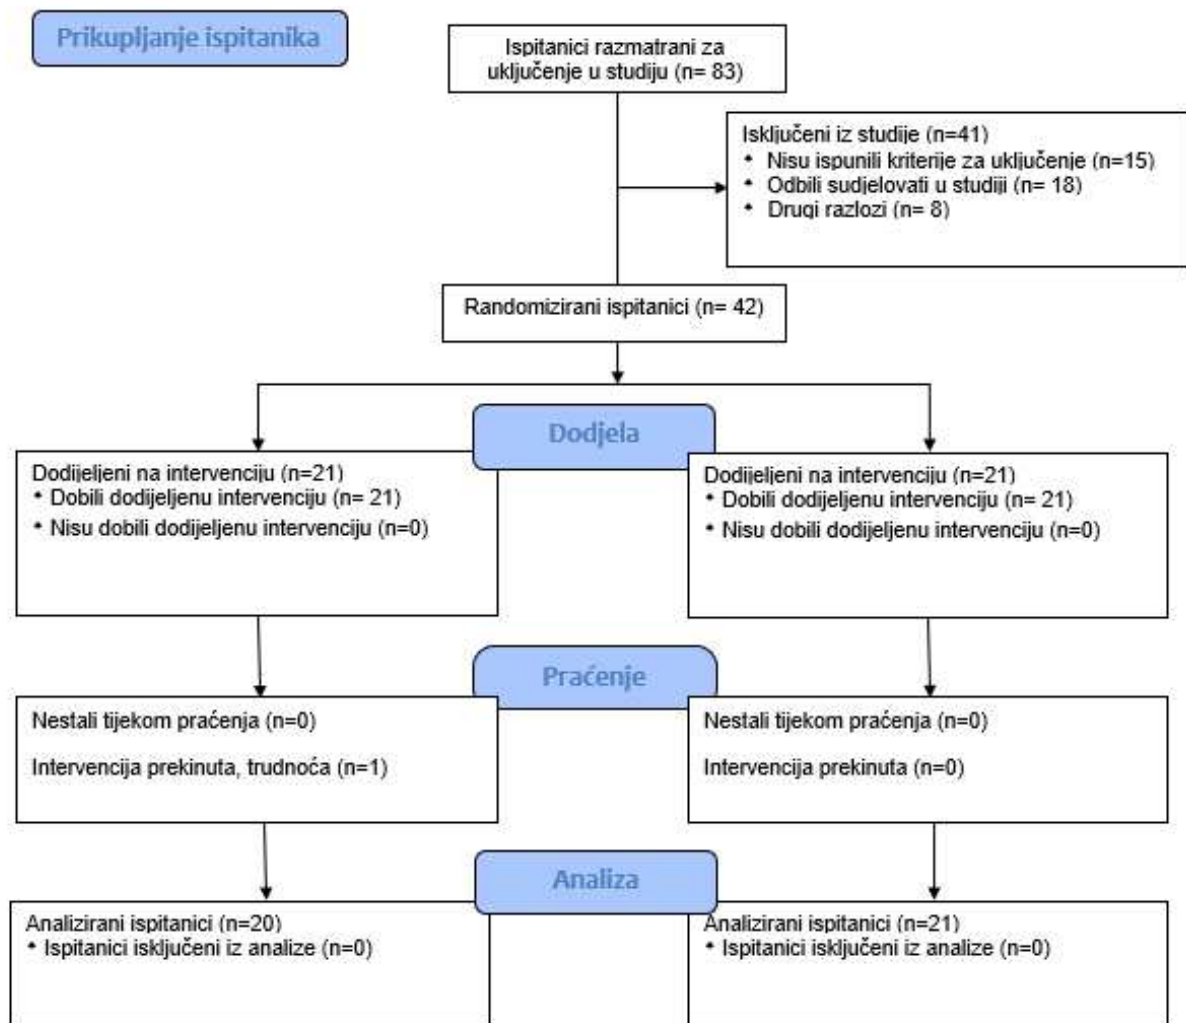 Prikupljanje ispitanika
Ispitanici razmatrani za
uključenje u studiju (n= 83)
Isključeni iz studije (n=41)
• Nisu ispunili kriterije za uključenje (n=15)
• Odbili sudjelovati u studiji (n= 18)
• Drugi razlozi (n= 8)
Randomizirani ispitanici (n= 42)
Dodjela
Dodijeljeni na intervenciju (n=21)
• Dobili dodijeljenu intervenciju (n= 21)
• Nisu dobili dodijeljenu intervenciju (n=0)
Dodijeljeni na intervenciju (n=21)
• Dobili dodijeljenu intervenciju (n= 21)
• Nisu dobili dodijeljenu intervenciju (n=0)
Praćenje
Nestali tijekom praćenja (n=0)
Intervencija prekinuta, trudnoća (n=1)
Nestali tijekom praćenja (n=0)
Intervencija prekinuta (n=0)
Analiza
Analizirani ispitanici (n=20)
• Ispitanici isključeni iz analize (n=0)
Analizirani ispitanici (n=21)
• Ispitanici isključeni iz analize (n=0)